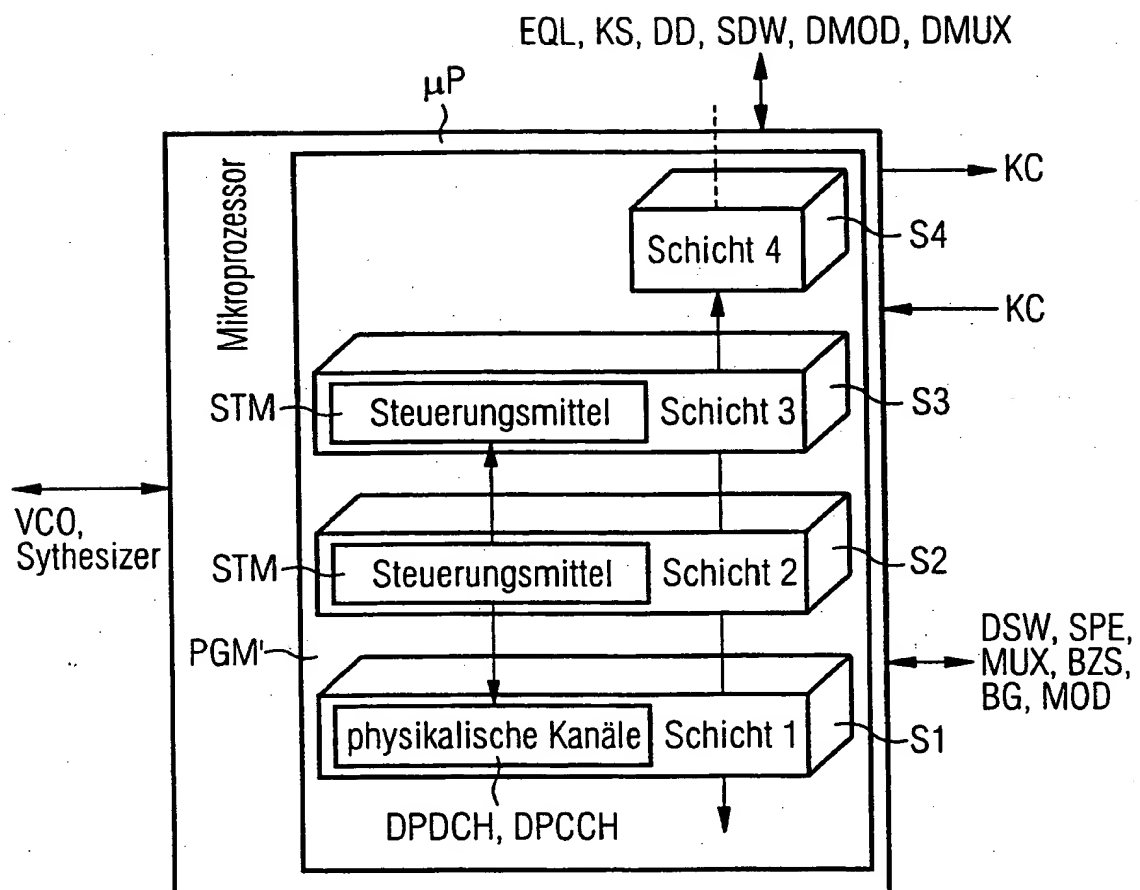 EQL, KS, DD, SDW, DMOD, DMUX
µP
Mikroprozessor
KC
Schicht 4
S4
KC
STM
Steuerungsmittel
Schicht 3
S3
VCO,
Sythesizer
STM
Steuerungsmittel
Schicht 2
S2
PGM'
DSW, SPE,
MUX, BZS,
BG, MOD
physikalische Kanäle
Schicht 1
S1
DPDCH, DPCCH